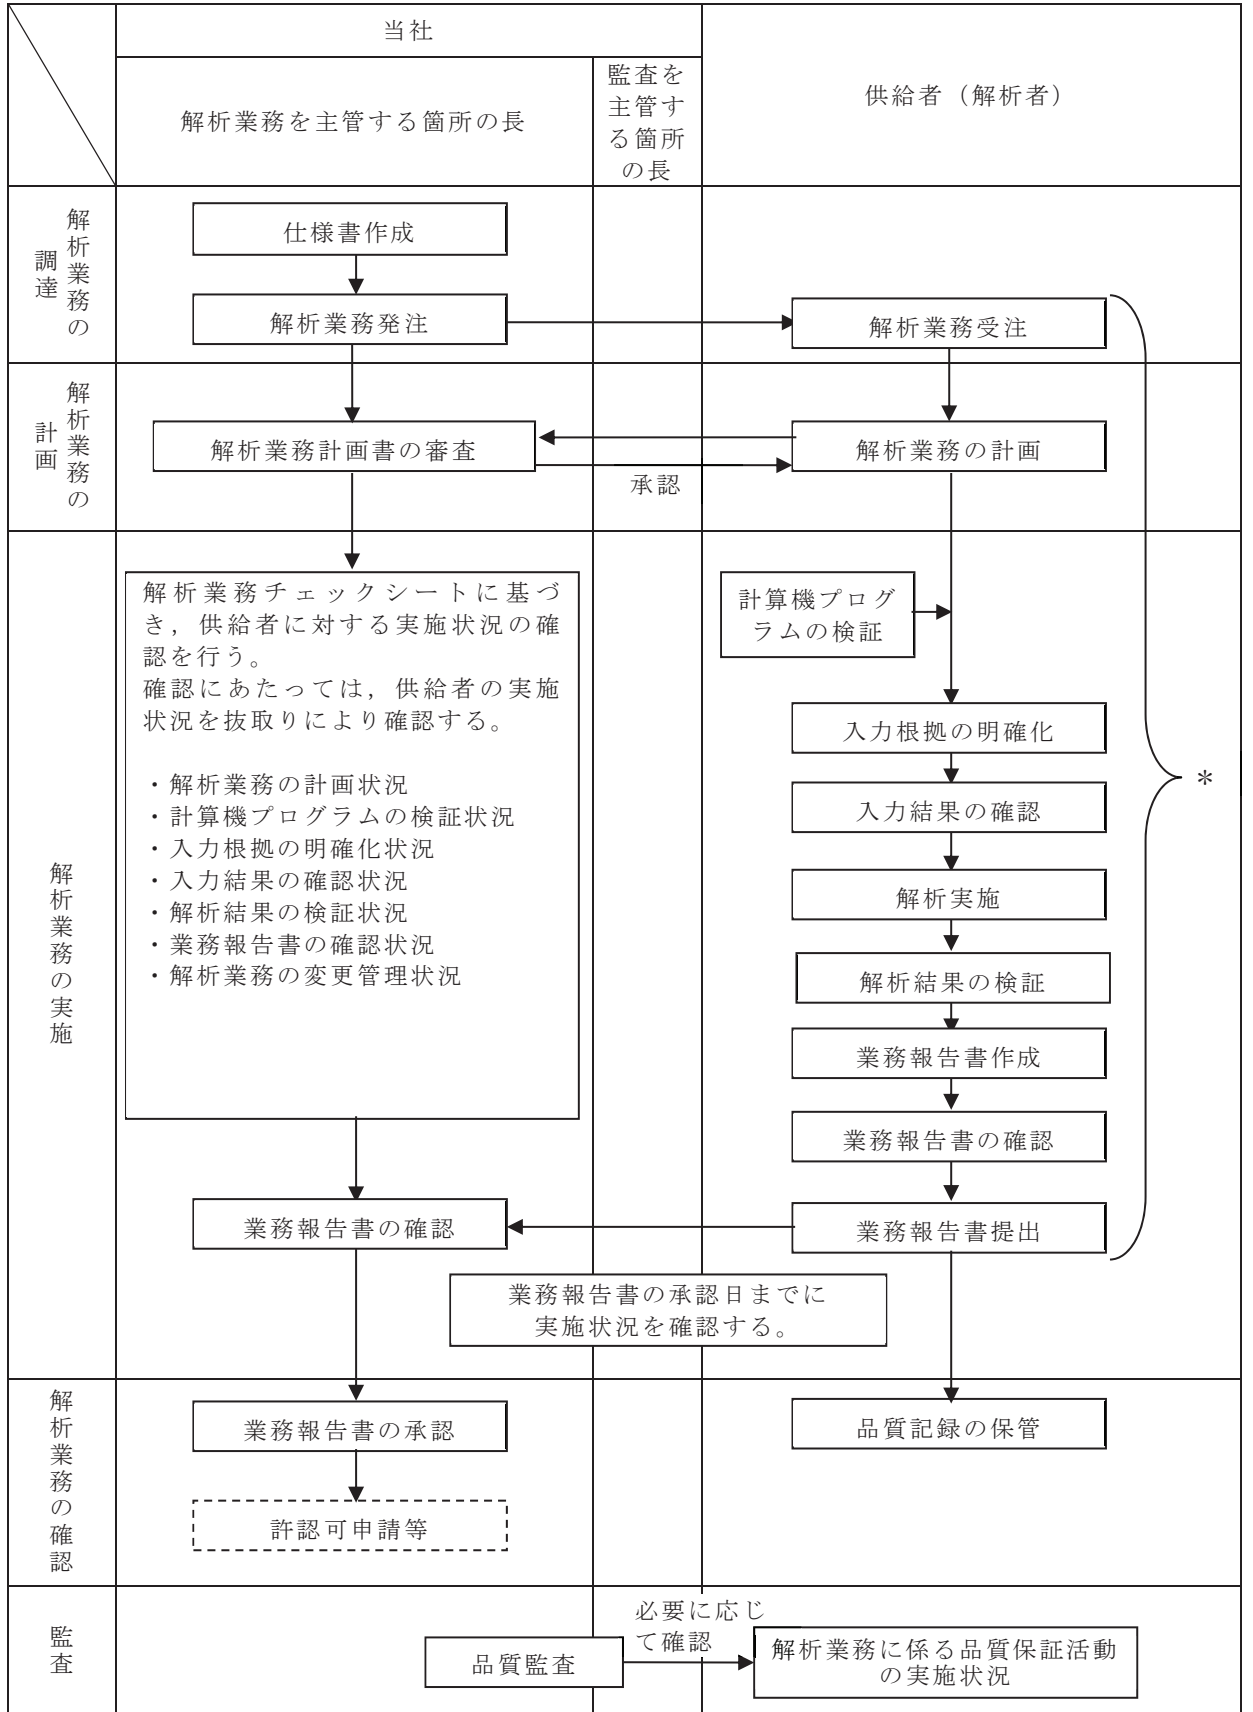 当社
解析業務を主管する箇所の長
監査を
主管す
る箇所
の長
供給者（解析者）
解析業務の
調達
仕様書作成
解析業務発注
解析業務受注
解析業務の
計画
解析業務計画書の審査
解析業務の計画
承認
解析業務の実施
解析業務チェックシートに基づ
き，供給者に対する実施状況の確
認を行う。
確認にあたっては，供給者の実施
状況を抜取りにより確認する。
・解析業務の計画状況
・計算機プログラムの検証状況
・入力根拠の明確化状況
・入力結果の確認状況
・解析結果の検証状況
・業務報告書の確認状況
・解析業務の変更管理状況
計算機プログ
ラムの検証
入力根拠の明確化
＊
入力結果の確認
解析実施
解析結果の検証
業務報告書作成
業務報告書の確認
業務報告書の確認
業務報告書提出
業務報告書の承認日までに
実施状況を確認する。
解析業務の確認
業務報告書の承認
品質記録の保管
許認可申請等
監査
品質監査
必要に応じ
て確認
解析業務に係る品質保証活動
の実施状況